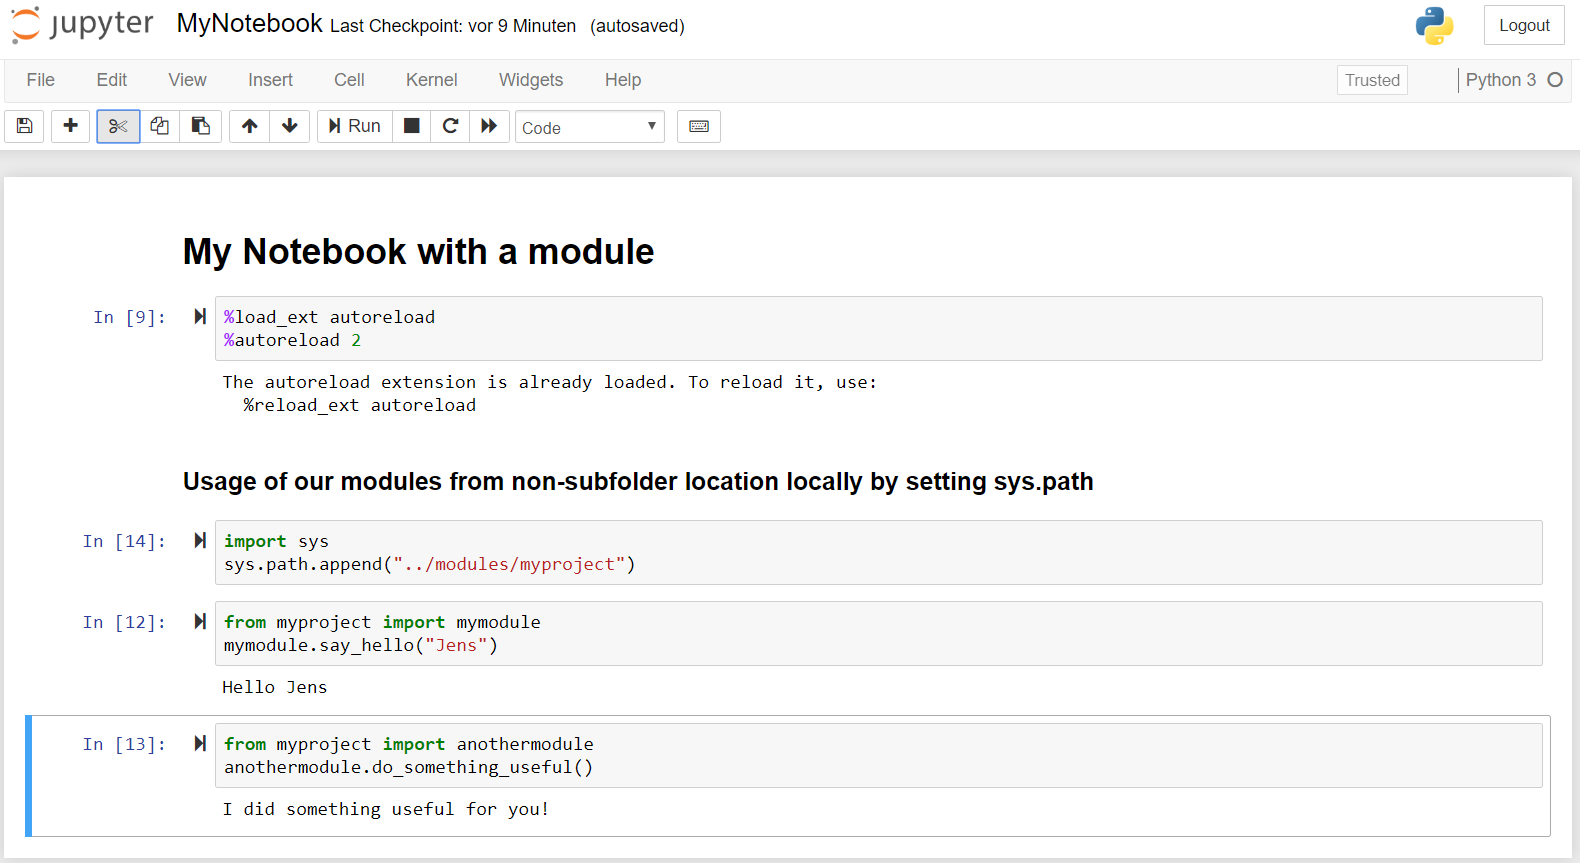 jupyter MyNotebook Last Checkpoint: vor 9 Minuten (autosaved) Logout
File Edit View Insert Cell Kernel Widgets Help Trusted Python 3
Run Code
My Notebook with a module
In [9]: %load_ext autoreload
%autoreload 2
The autoreload extension is already loaded. To reload it, use:
  %reload_ext autoreload
Usage of our modules from non-subfolder location locally by setting sys.path
In [14]: import sys
sys.path.append("../modules/myproject")
In [12]: from myproject import mymodule
mymodule.say_hello("Jens")
Hello Jens
In [13]: from myproject import anothermodule
anothermodule.do_something_useful()
I did something useful for you!